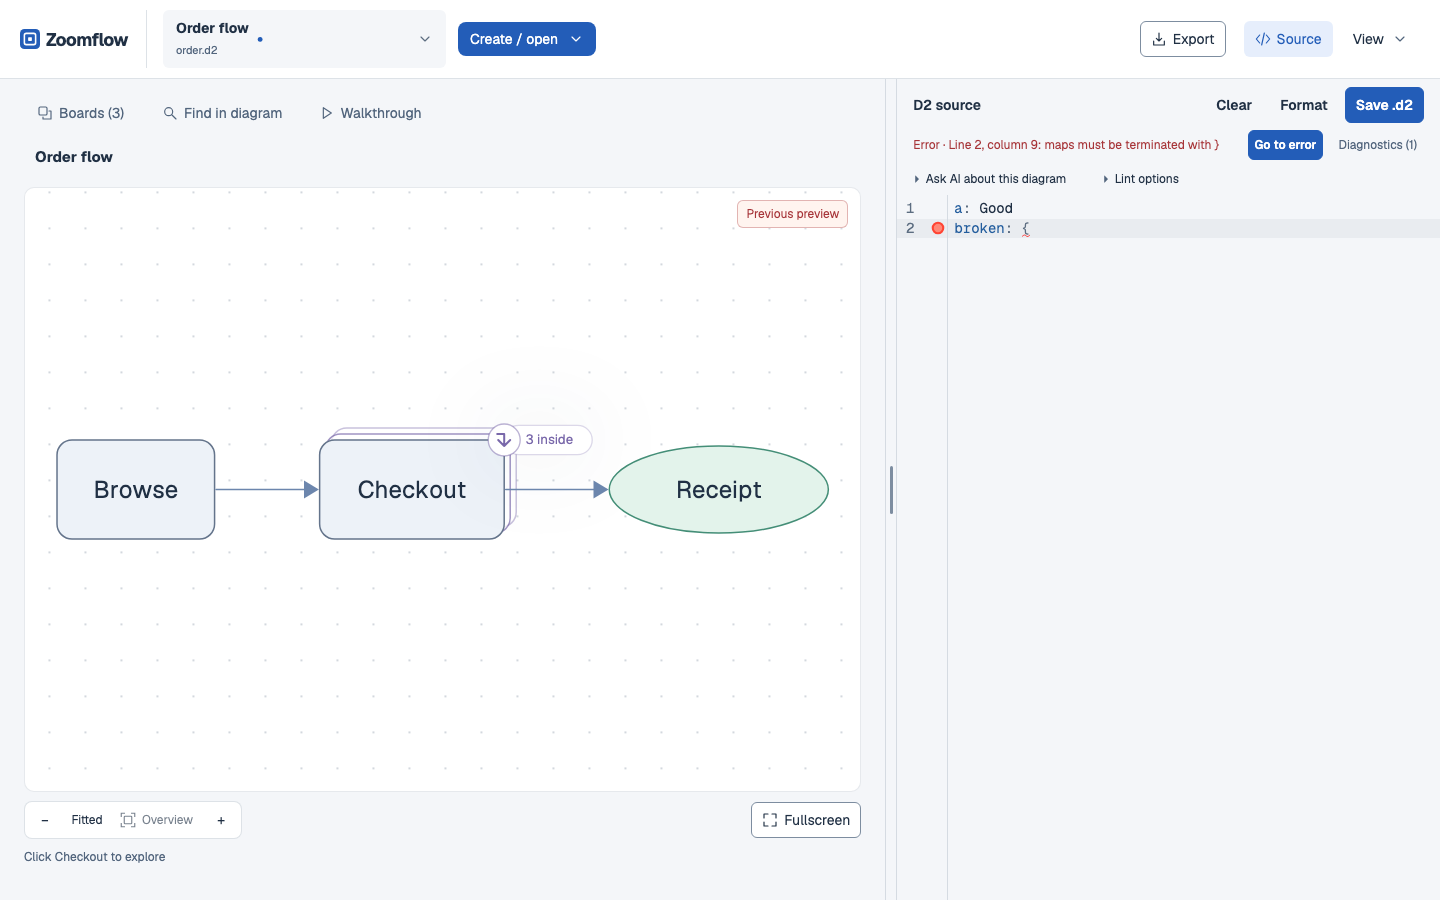 Zoomflow
Order flow
order.d2
Create / open
Export
Source
View
Boards (3)
Find in diagram
Walkthrough
Order flow
Previous preview
Browse
Checkout
3 inside
Receipt
Fitted
Overview
Fullscreen
Click Checkout to explore
D2 source
Clear
Format
Save .d2
Error · Line 2, column 9: maps must be terminated with }
Go to error
Diagnostics (1)
Ask AI about this diagram
Lint options
1 a: Good
2 broken: {